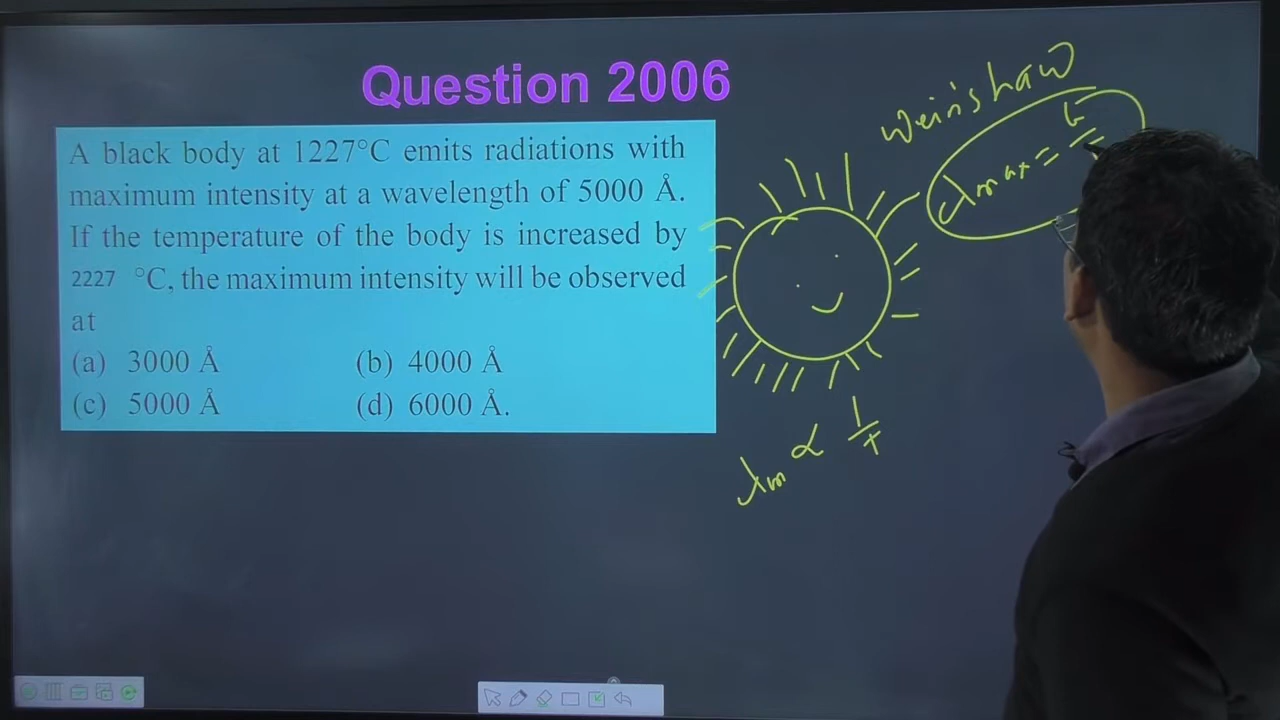 Question 2006
A black body at 1227°C emits radiations with
maximum intensity at a wavelength of 5000 Å.
If the temperature of the body is increased by
2227 °C, the maximum intensity will be observed
at
(a) 3000 Å (b) 4000 Å
(c) 5000 Å (d) 6000 Å.
Wein's law
λmax =
λm ∝ 1/T